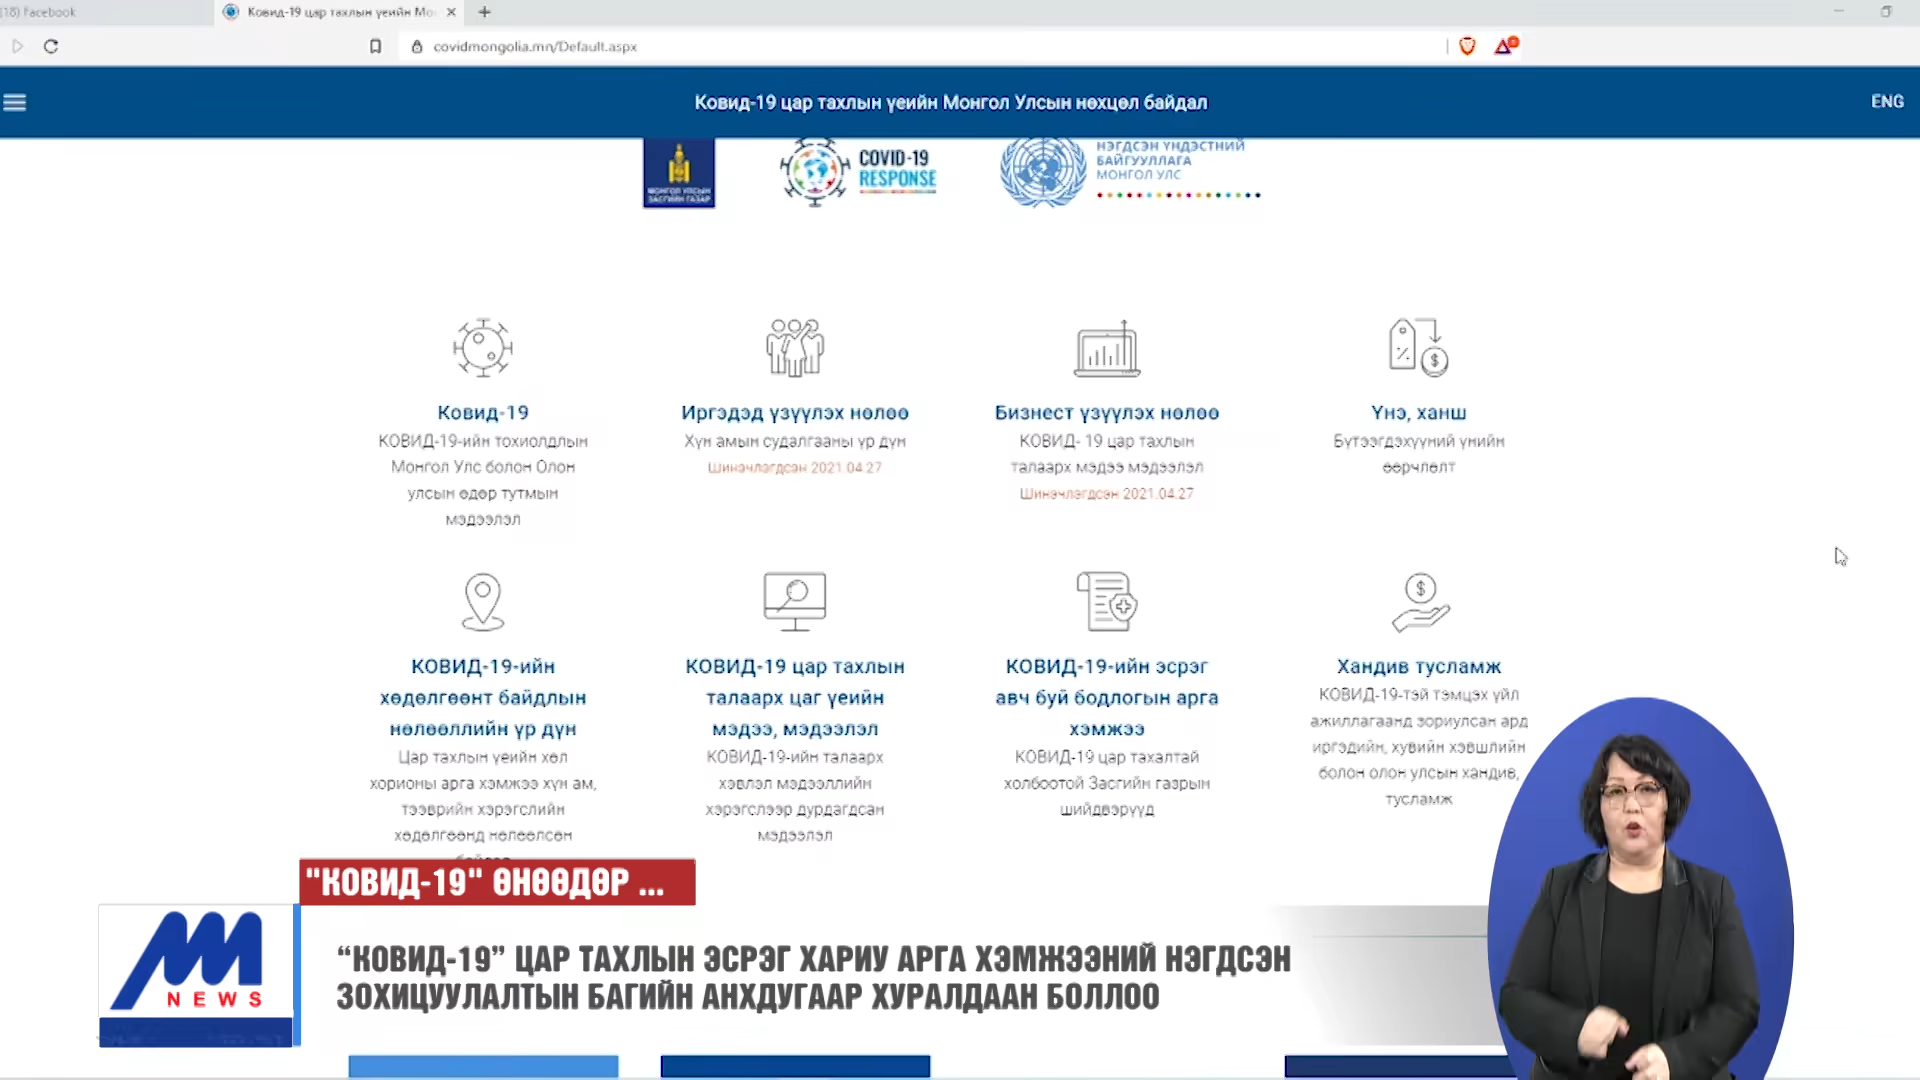 (18) Facebook
Ковид-19 цар тахлын үеийн Мо
covidmongolia.mn/Default.aspx
Ковид-19 цар тахлын үеийн Монгол Улсын нөхцөл байдал
ENG
МОНГОЛ УЛСЫН
ЗАСГИЙН ГАЗАР
COVID-19
RESPONSE
НЭГДСЭН ҮНДЭСТНИЙ
БАЙГУУЛЛАГА
МОНГОЛ УЛС
Ковид-19
КОВИД-19-ийн тохиолдлын
Монгол Улс болон Олон
улсын өдөр тутмын
мэдээлэл
Иргэдэд үзүүлэх нөлөө
Хүн амын судалгааны үр дүн
Шинэчлэгдсэн 2021.04.27
Бизнест үзүүлэх нөлөө
КОВИД- 19 цар тахлын
талаарх мэдээ мэдээлэл
Шинэчлэгдсэн 2021.04.27
Үнэ, ханш
Бүтээгдэхүүний үнийн
өөрчлөлт
КОВИД-19-ийн
хөдөлгөөнт байдлын
нөлөөллийн үр дүн
Цар тахлын үеийн хөл
хорионы арга хэмжээ хүн ам,
тээврийн хэрэгслийн
хөдөлгөөнд нөлөөлсөн
КОВИД-19 цар тахлын
талаарх цаг үеийн
мэдээ, мэдээлэл
КОВИД-19-ийн талаарх
хэвлэл мэдээллийн
хэрэгслээр дурдагдсан
мэдээлэл
КОВИД-19-ийн эсрэг
авч буй бодлогын арга
хэмжээ
КОВИД-19 цар тахалтай
холбоотой Засгийн газрын
шийдвэрүүд
Хандив тусламж
КОВИД-19-тэй тэмцэх үйл
ажиллагаанд зориулсан ард
иргэдийн, хувийн хэвшлийн
болон олон улсын хандив,
тусламж
"КОВИД-19" ӨНӨӨДӨР ...
NEWS
“КОВИД-19” ЦАР ТАХЛЫН ЭСРЭГ ХАРИУ АРГА ХЭМЖЭЭНИЙ НЭГДСЭН
ЗОХИЦУУЛАЛТЫН БАГИЙН АНХДУГААР ХУРАЛДААН БОЛЛОО